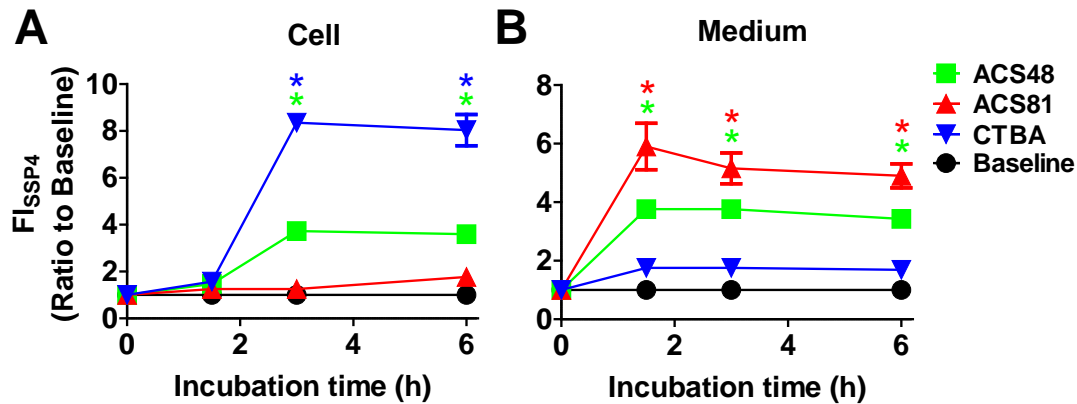 A
Cell
FI_SSP4
(Ratio to Baseline)
10
8
6
4
2
0
* *
* *
0 2 4 6
Incubation time (h)
B
Medium
8
6
4
2
0
* * *
* * *
0 2 4 6
Incubation time (h)
ACS48
ACS81
CTBA
Baseline